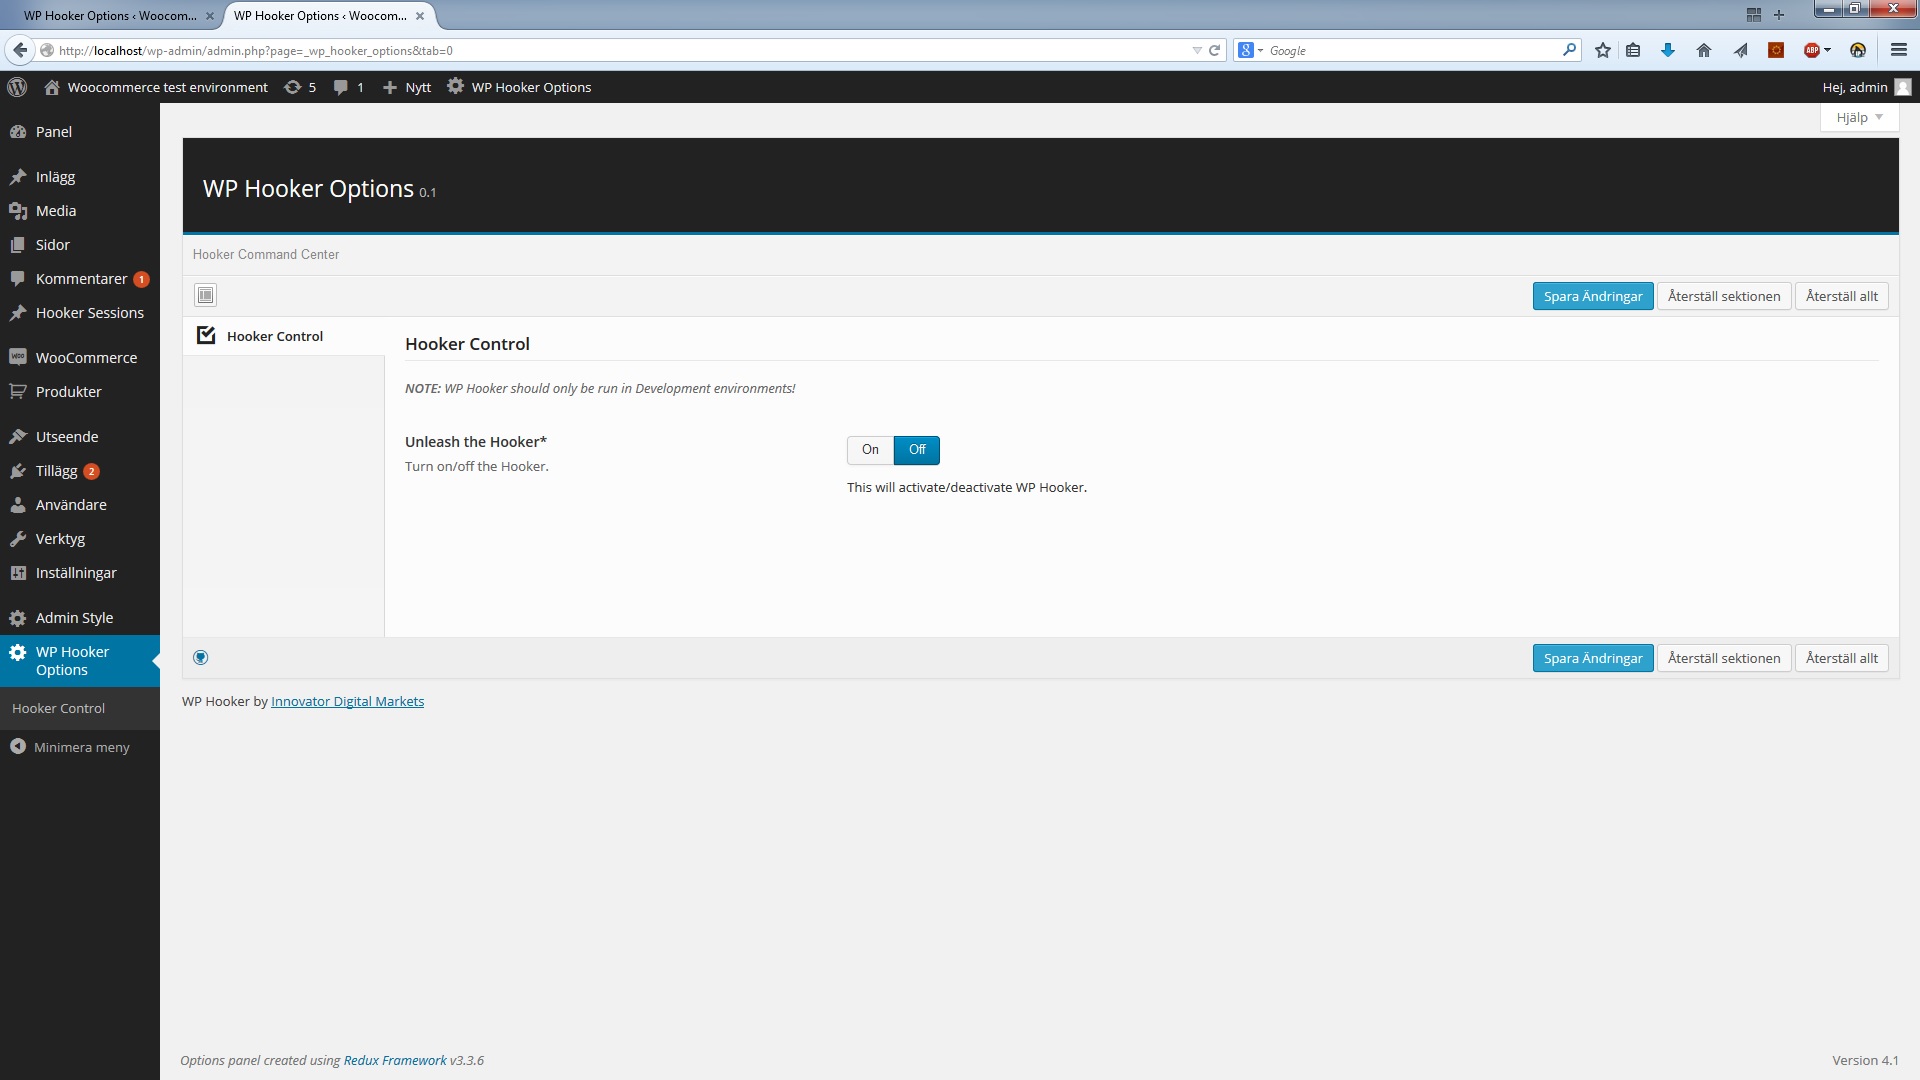 WP Hooker Options ‹ Woocom...
WP Hooker Options ‹ Woocom...
http://localhost/wp-admin/admin.php?page=_wp_hooker_options&tab=0
8
Google
ABP
Woocommerce test environment
5
1
Nytt
WP Hooker Options
Hej, admin
Hjälp
Panel
Inlägg
Media
Sidor
Kommentarer 1
Hooker Sessions
WOO WooCommerce
Produkter
Utseende
Tillägg 2
Användare
Verktyg
Inställningar
Admin Style
WP Hooker
Options
Hooker Control
Minimera meny
WP Hooker Options 0.1
Hooker Command Center
Spara Ändringar
Återställ sektionen
Återställ allt
Hooker Control
Hooker Control
NOTE: WP Hooker should only be run in Development environments!
Unleash the Hooker*
Turn on/off the Hooker.
On
Off
This will activate/deactivate WP Hooker.
Spara Ändringar
Återställ sektionen
Återställ allt
WP Hooker by Innovator Digital Markets
Options panel created using Redux Framework v3.3.6
Version 4.1